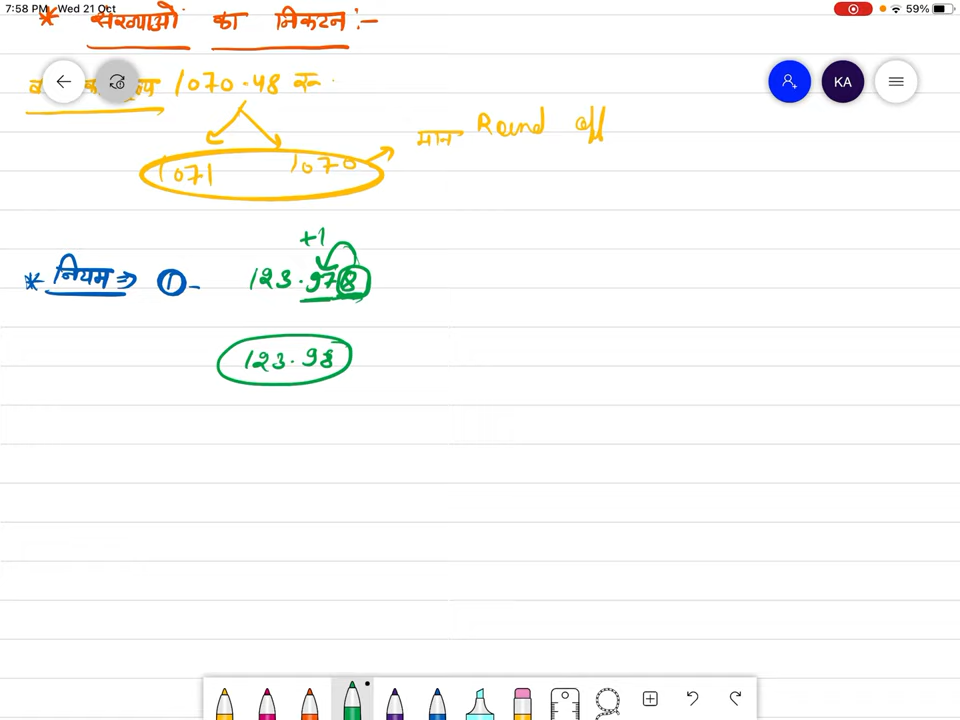 7:58 PM Wed 21 Oct 59%
* संख्याओं का निकटन :-
1070.48 रू
KA
मान Round off
1071 1070
+1
* नियम ⇒ ① - 123.978
123.98